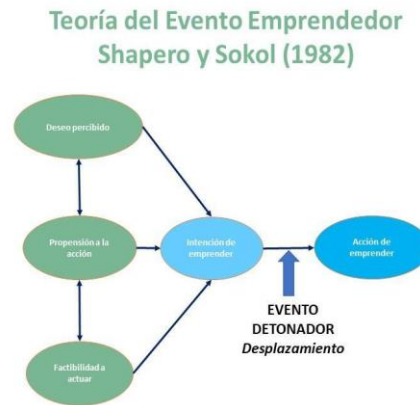 Teoría del Evento Emprendedor
Shapero y Sokol (1982)
Deseo percibido
Propensión a la
acción
Intención de
emprender
Acción de
emprender
EVENTO
DETONADOR
Desplazamiento
Factibilidad a
actuar